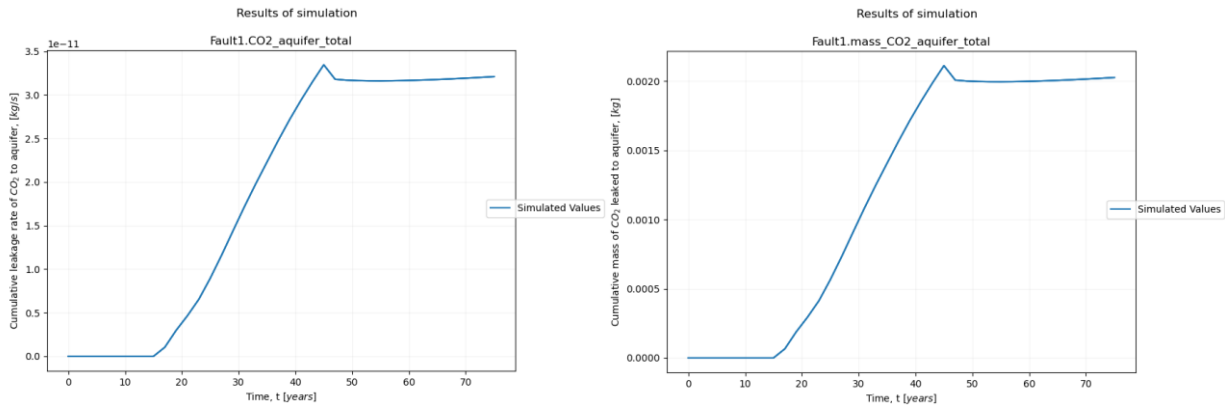 Results of simulation
Fault1.CO2_aquifer_total
1e−11
3.5
3.0
2.5
2.0
1.5
1.0
0.5
0.0
Cumulative leakage rate of CO₂ to aquifer, [kg/s]
0 10 20 30 40 50 60 70
Time, t [years]
Simulated Values
Results of simulation
Fault1.mass_CO2_aquifer_total
0.0020
0.0015
0.0010
0.0005
0.0000
Cumulative mass of CO₂ leaked to aquifer, [kg]
0 10 20 30 40 50 60 70
Time, t [years]
Simulated Values